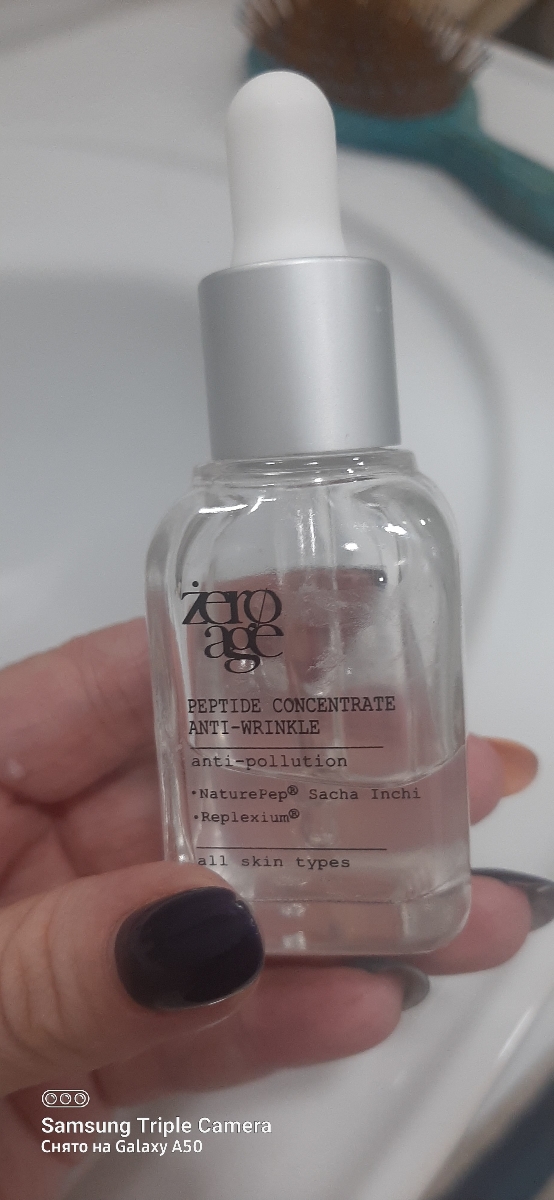 żerø
age
PEPTIDE CONCENTRATE
ANTI-WRINKLE
anti-pollution
•NaturePep® Sacha Inchi
•Replexium®
all skin types
Samsung Triple Camera
Снято на Galaxy A50